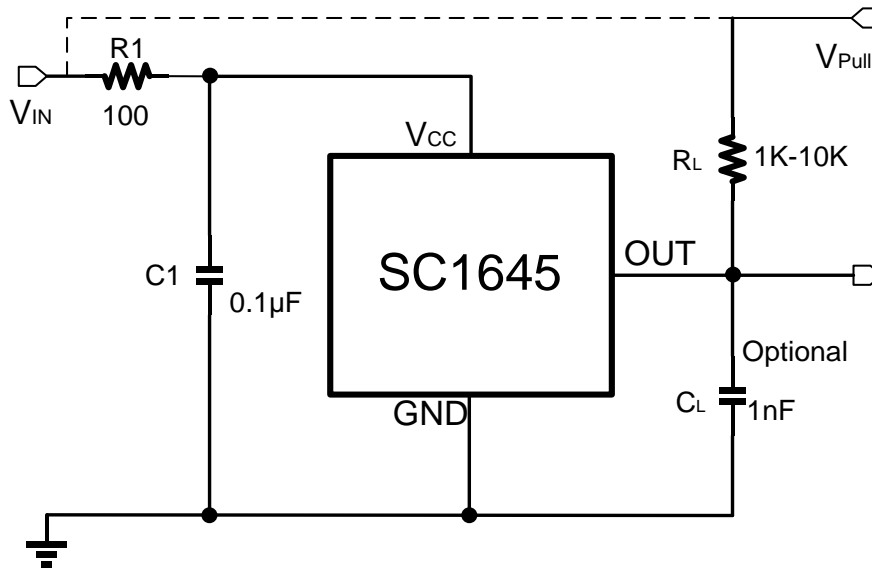 R1
VPull
VIN
100
VCC
RL
1K-10K
OUT
SC1645
C1
0.1µF
Optional
GND
CL
1nF